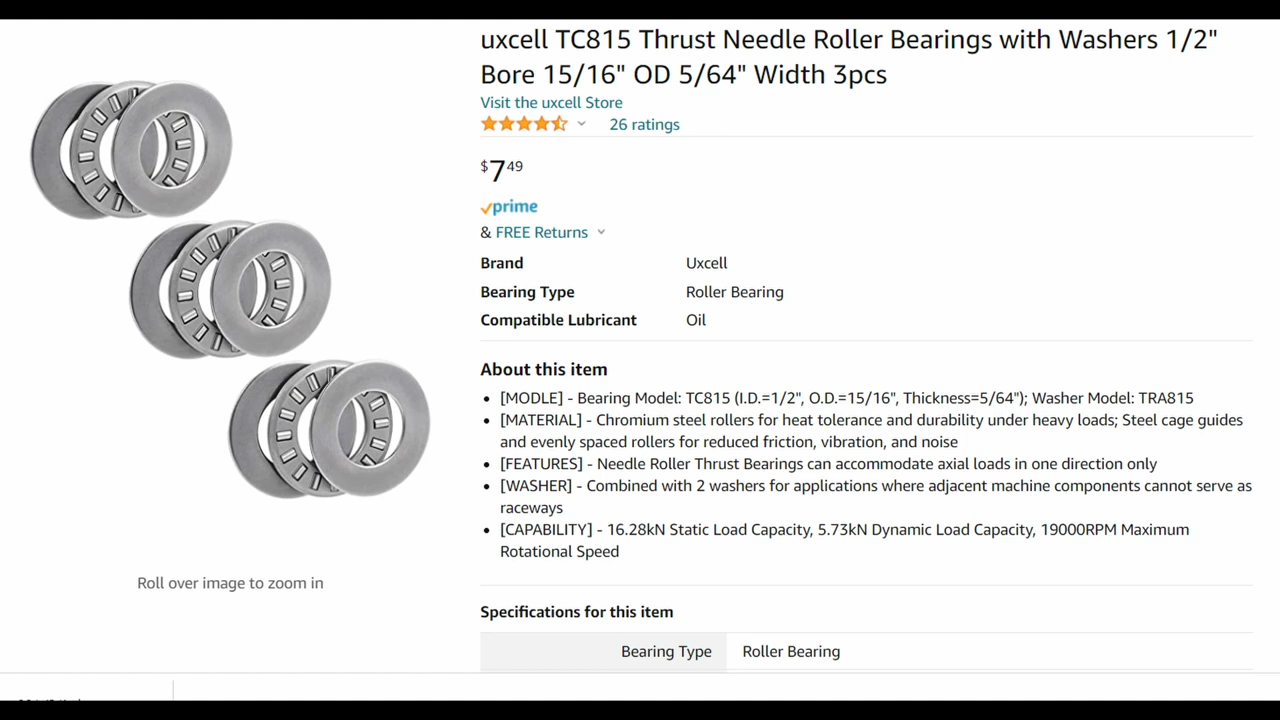 uxcell TC815 Thrust Needle Roller Bearings with Washers 1/2"
Bore 15/16" OD 5/64" Width 3pcs
Visit the uxcell Store
26 ratings
$7 49
prime
& FREE Returns
Brand Uxcell
Bearing Type Roller Bearing
Compatible Lubricant Oil
About this item
• [MODLE] - Bearing Model: TC815 (I.D.=1/2", O.D.=15/16", Thickness=5/64"); Washer Model: TRA815
• [MATERIAL] - Chromium steel rollers for heat tolerance and durability under heavy loads; Steel cage guides
and evenly spaced rollers for reduced friction, vibration, and noise
• [FEATURES] - Needle Roller Thrust Bearings can accommodate axial loads in one direction only
• [WASHER] - Combined with 2 washers for applications where adjacent machine components cannot serve as
raceways
• [CAPABILITY] - 16.28kN Static Load Capacity, 5.73kN Dynamic Load Capacity, 19000RPM Maximum
Rotational Speed
Roll over image to zoom in
Specifications for this item
Bearing Type Roller Bearing